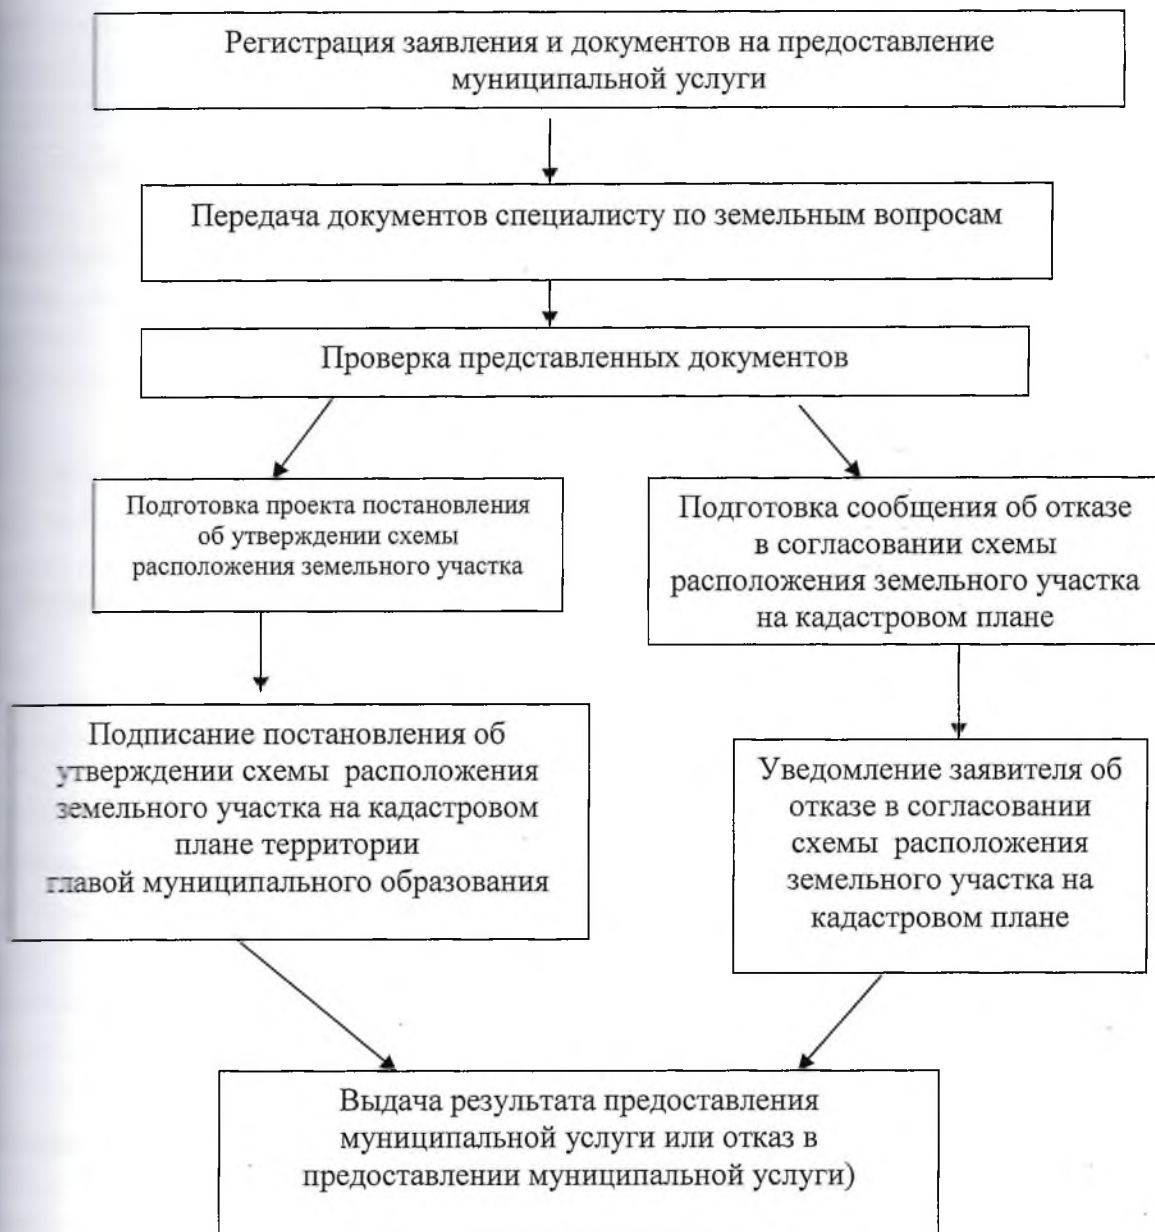 Регистрация заявления и документов на предоставление
муниципальной услуги
Передача документов специалисту по земельным вопросам
Проверка представленных документов
Подготовка проекта постановления
об утверждении схемы
расположения земельного участка
Подготовка сообщения об отказе
в согласовании схемы
расположения земельного участка
на кадастровом плане
Подписание постановления об
утверждении схемы расположения
земельного участка на кадастровом
плане территории
главой муниципального образования
Уведомление заявителя об
отказе в согласовании
схемы расположения
земельного участка на
кадастровом плане
Выдача результата предоставления
муниципальной услуги или отказ в
предоставлении муниципальной услуги)